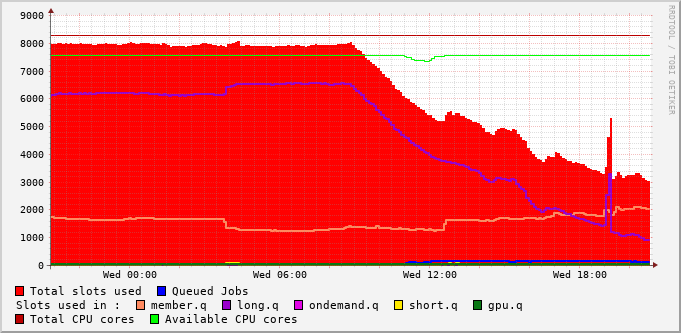 9000
8000
7000
6000
5000
4000
3000
2000
1000
0
Wed 00:00 Wed 06:00 Wed 12:00 Wed 18:00
RRDTOOL / TOBI OETIKER
Total slots used Queued Jobs
Slots used in : member.q long.q ondemand.q short.q gpu.q
Total CPU cores Available CPU cores